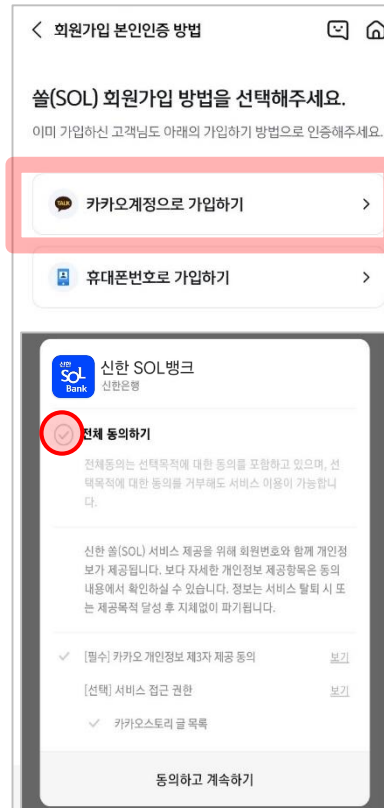 회원가입 본인인증 방법
쏠(SOL) 회원가입 방법을 선택해주세요.
이미 가입하신 고객님도 아래의 가입하기 방법으로 인증해주세요.
TALK
카카오계정으로 가입하기
휴대폰번호로 가입하기
신한
SOL
Bank
신한 SOL뱅크
신한은행
전체 동의하기
전체동의는 선택목적에 대한 동의를 포함하고 있으며, 선
택목적에 대한 동의를 거부해도 서비스 이용이 가능합니
다.
신한 쏠(SOL) 서비스 제공을 위해 회원번호와 함께 개인정
보가 제공됩니다. 보다 자세한 개인정보 제공항목은 동의
내용에서 확인하실 수 있습니다. 정보는 서비스 탈퇴 시 또
는 제공목적 달성 후 지체없이 파기됩니다.
[필수] 카카오 개인정보 제3자 제공 동의 보기
[선택] 서비스 접근 권한 보기
카카오스토리 글 목록
동의하고 계속하기